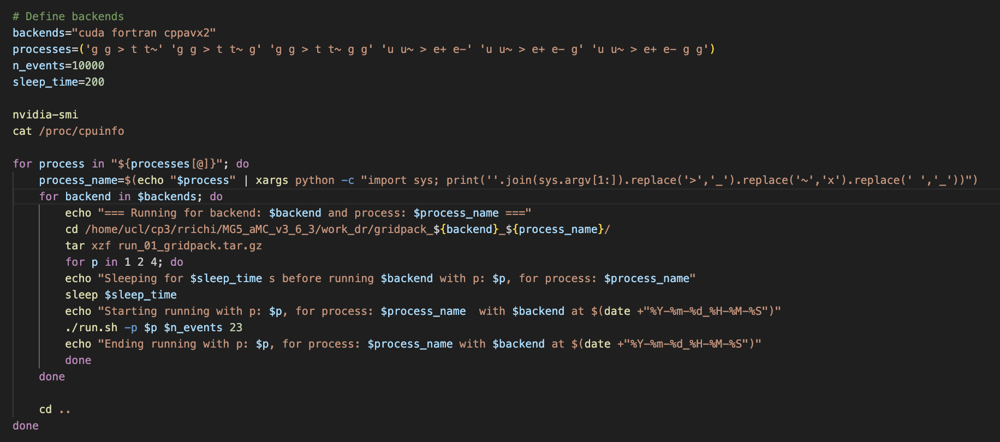 # Define backends
backends="cuda fortran cppavx2"
processes=('g g > t t~' 'g g > t t~ g' 'g g > t t~ g g' 'u u~ > e+ e-' 'u u~ > e+ e- g' 'u u~ > e+ e- g g')
n_events=10000
sleep_time=200

nvidia-smi
cat /proc/cpuinfo

for process in "${processes[@]}"; do
    process_name=$(echo "$process" | xargs python -c "import sys; print(''.join(sys.argv[1:]).replace('>','_').replace('~','x').replace(' ','_'))")
    for backend in $backends; do
        echo "=== Running for backend: $backend and process: $process_name ==="
        cd /home/ucl/cp3/rrichi/MG5_aMC_v3_6_3/work_dr/gridpack_${backend}_${process_name}/
        tar xzf run_01_gridpack.tar.gz
        for p in 1 2 4; do
        echo "Sleeping for $sleep_time s before running $backend with p: $p, for process: $process_name"
        sleep $sleep_time
        echo "Starting running with p: $p, for process: $process_name  with $backend at $(date +"%Y-%m-%d_%H-%M-%S")"
        ./run.sh -p $p $n_events 23
        echo "Ending running with p: $p, for process: $process_name with $backend at $(date +"%Y-%m-%d_%H-%M-%S")"
        done
    done

    cd ..
done